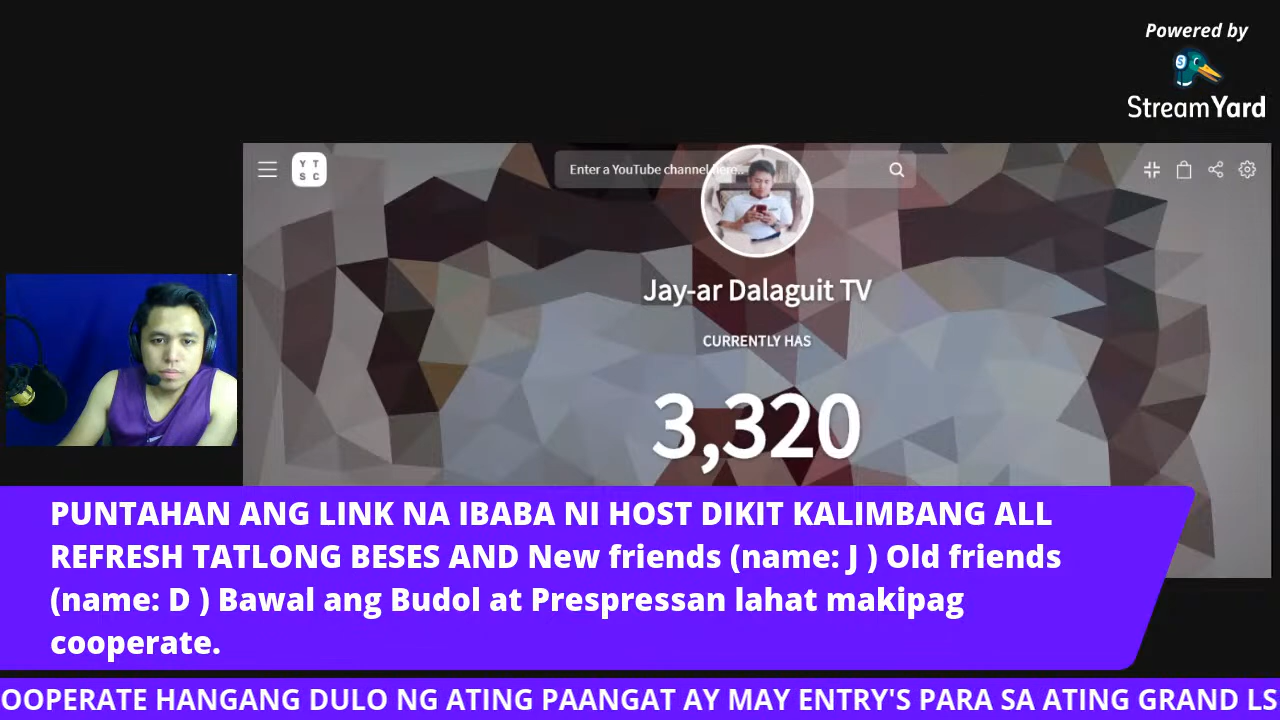 Powered by
StreamYard
Y T
S C
Enter a YouTube channel here...
Jay-ar Dalaguit TV
CURRENTLY HAS
3,320
PUNTAHAN ANG LINK NA IBABA NI HOST DIKIT KALIMBANG ALL
REFRESH TATLONG BESES AND New friends (name: J ) Old friends
(name: D ) Bawal ang Budol at Prespressan lahat makipag
cooperate.
OOPERATE HANGANG DULO NG ATING PAANGAT AY MAY ENTRY'S PARA SA ATING GRAND LS